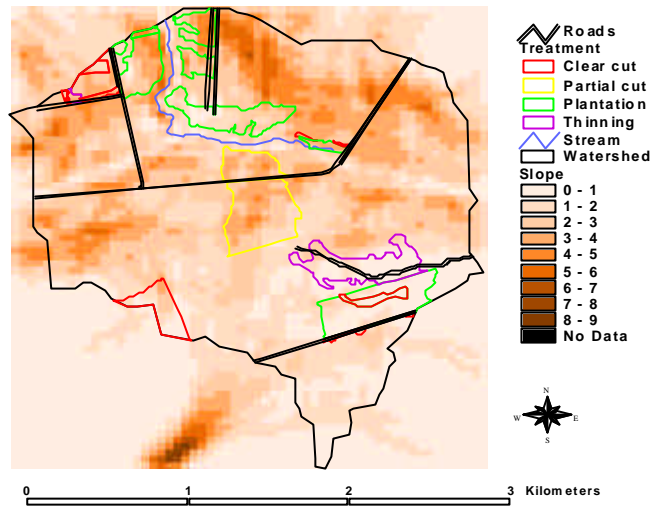 Roads
Treatment
Clear cut
Partial cut
Plantation
Thinning
Stream
Watershed
Slope
0 - 1
1 - 2
2 - 3
3 - 4
4 - 5
5 - 6
6 - 7
7 - 8
8 - 9
No Data
N
W E
S
0 1 2 3 Kilometers